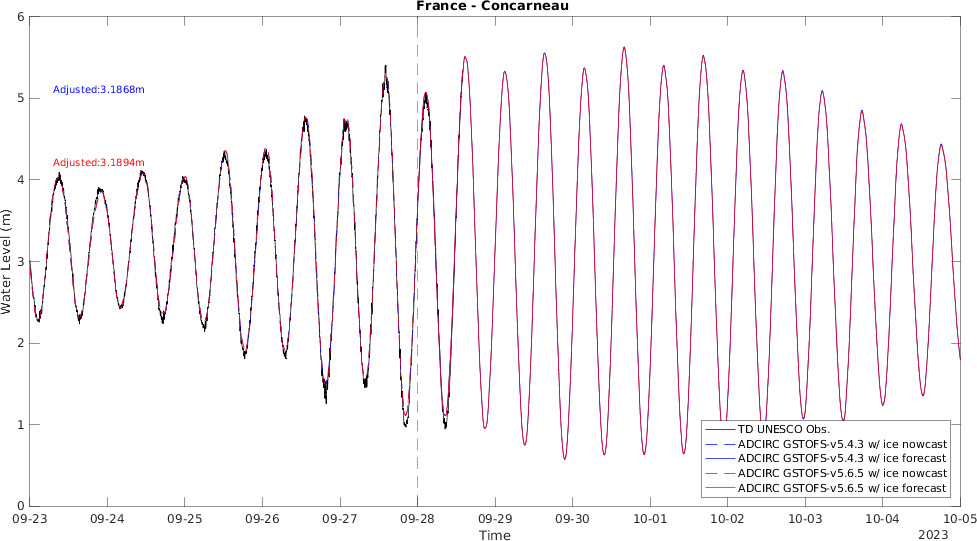 France - Concarneau
6
5
4
3
2
1
0
Water Level (m)
Adjusted:3.1868m
Adjusted:3.1894m
TD UNESCO Obs.
ADCIRC GSTOFS-v5.4.3 w/ ice nowcast
ADCIRC GSTOFS-v5.4.3 w/ ice forecast
ADCIRC GSTOFS-v5.6.5 w/ ice nowcast
ADCIRC GSTOFS-v5.6.5 w/ ice forecast
09-23 09-24 09-25 09-26 09-27 09-28 09-29 09-30 10-01 10-02 10-03 10-04 10-05
Time
2023